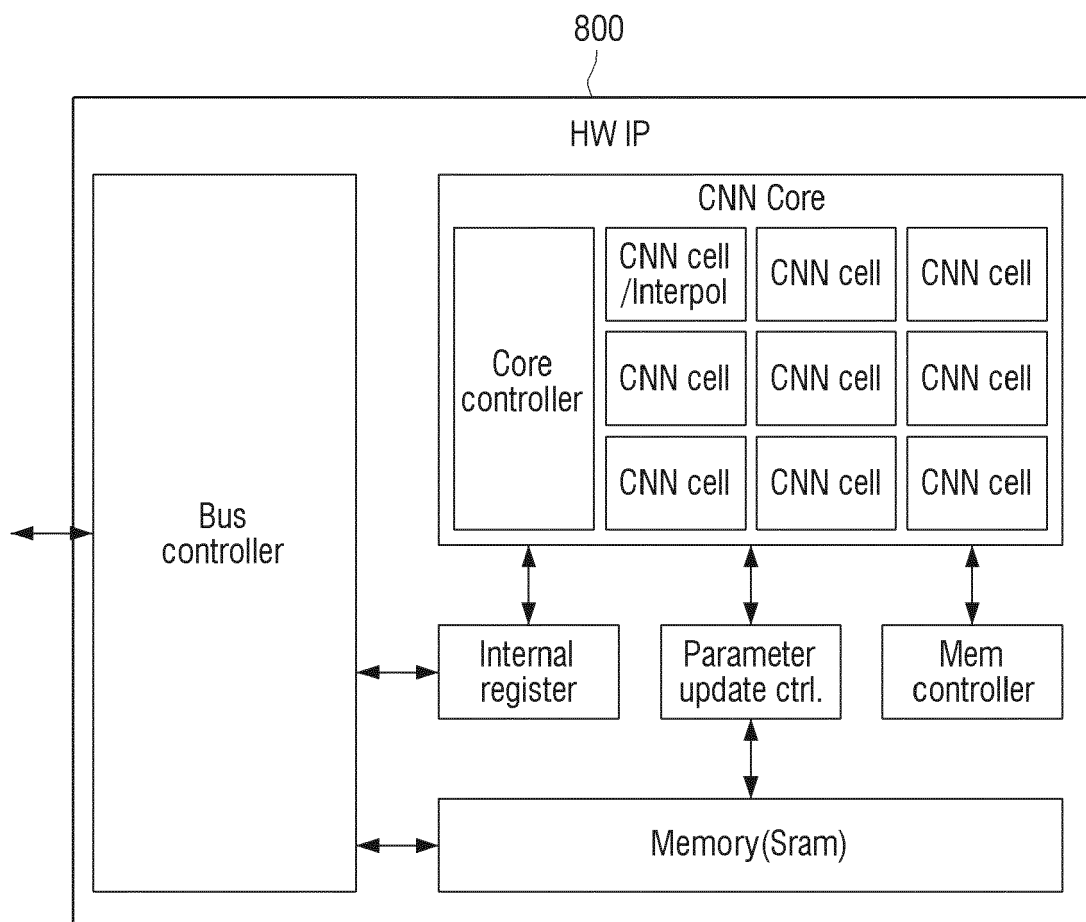 800
HW IP
CNN Core
Core
controller
CNN cell
/Interpol
CNN cell
CNN cell
CNN cell
CNN cell
CNN cell
CNN cell
CNN cell
CNN cell
Bus
controller
Internal
register
Parameter
update ctrl.
Mem
controller
Memory(Sram)